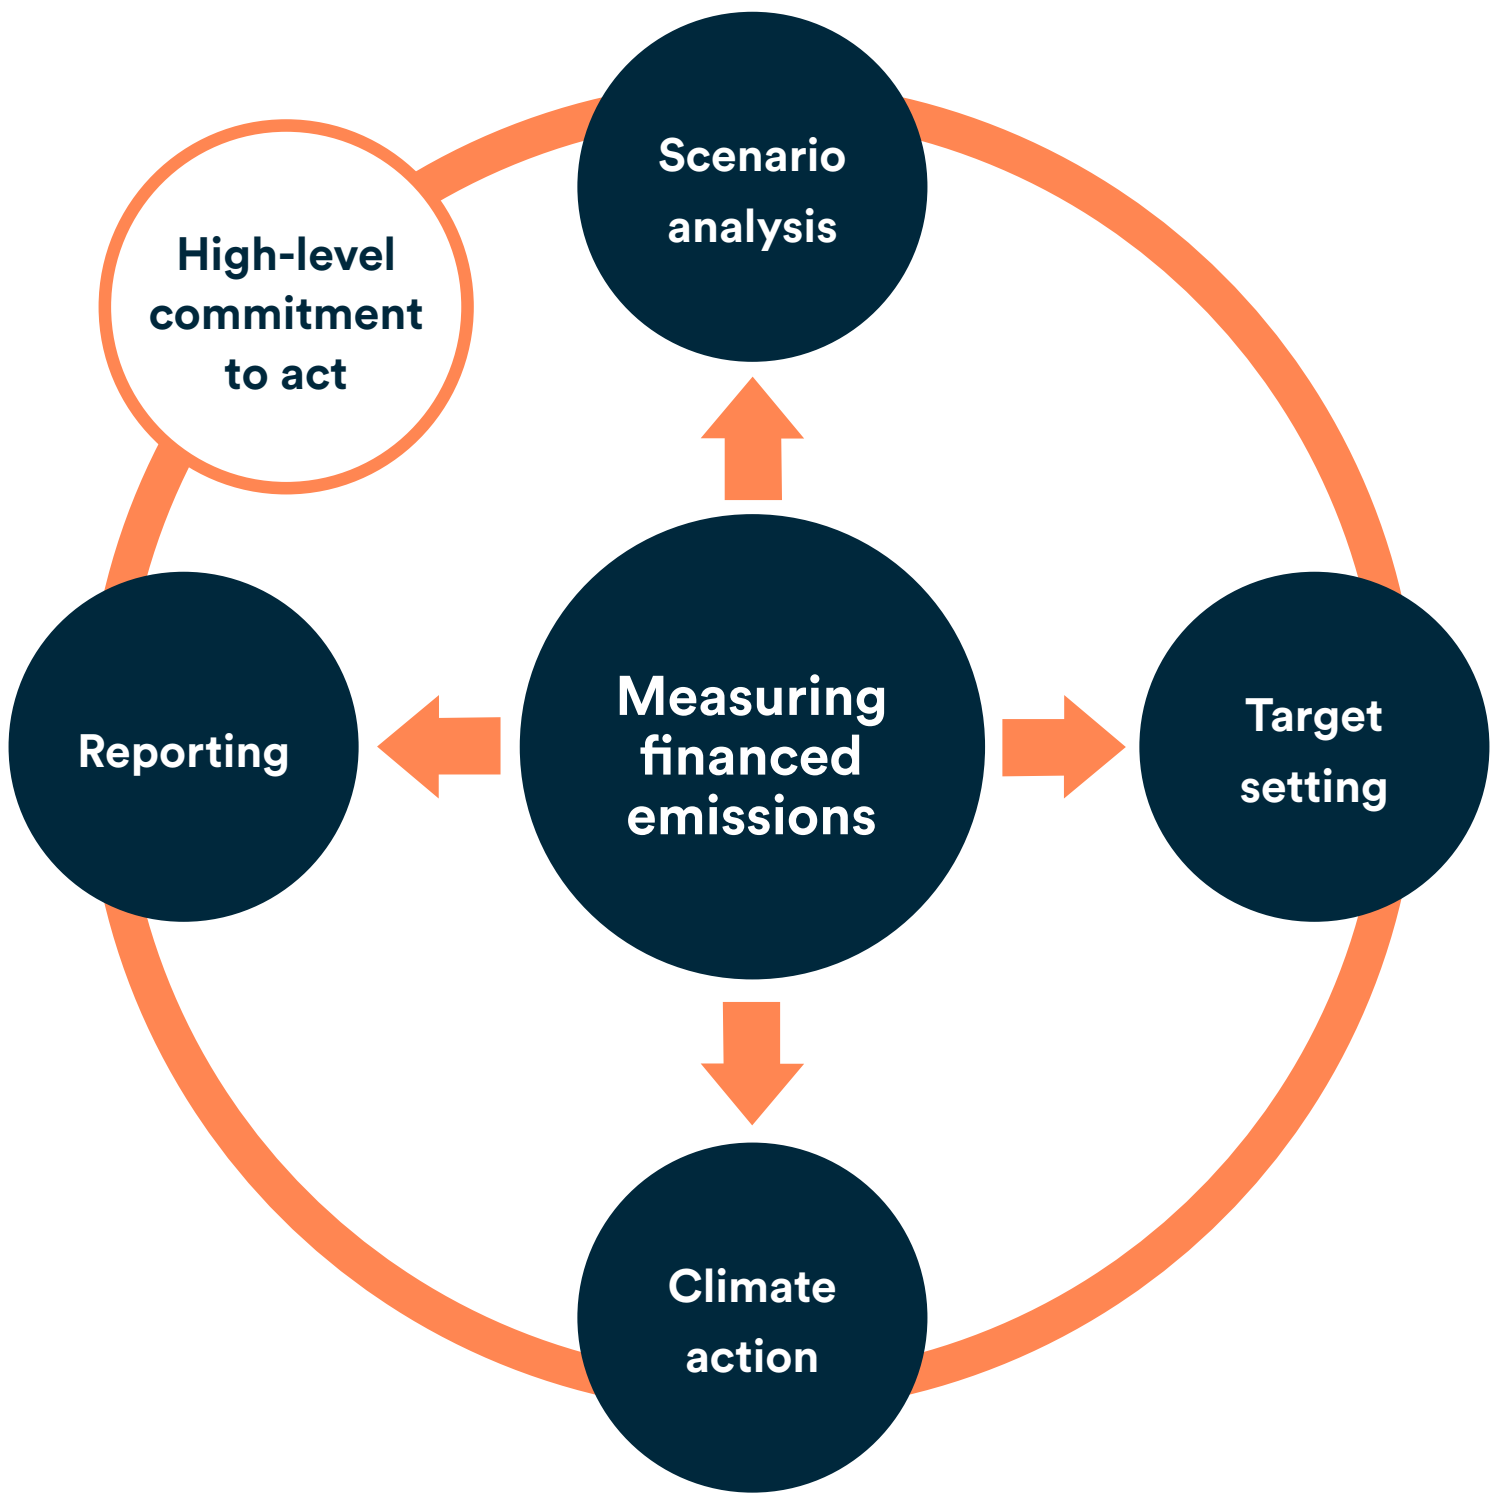 Scenario
analysis
High-level
commitment
to act
Measuring
financed
emissions
Reporting
Target
setting
Climate
action